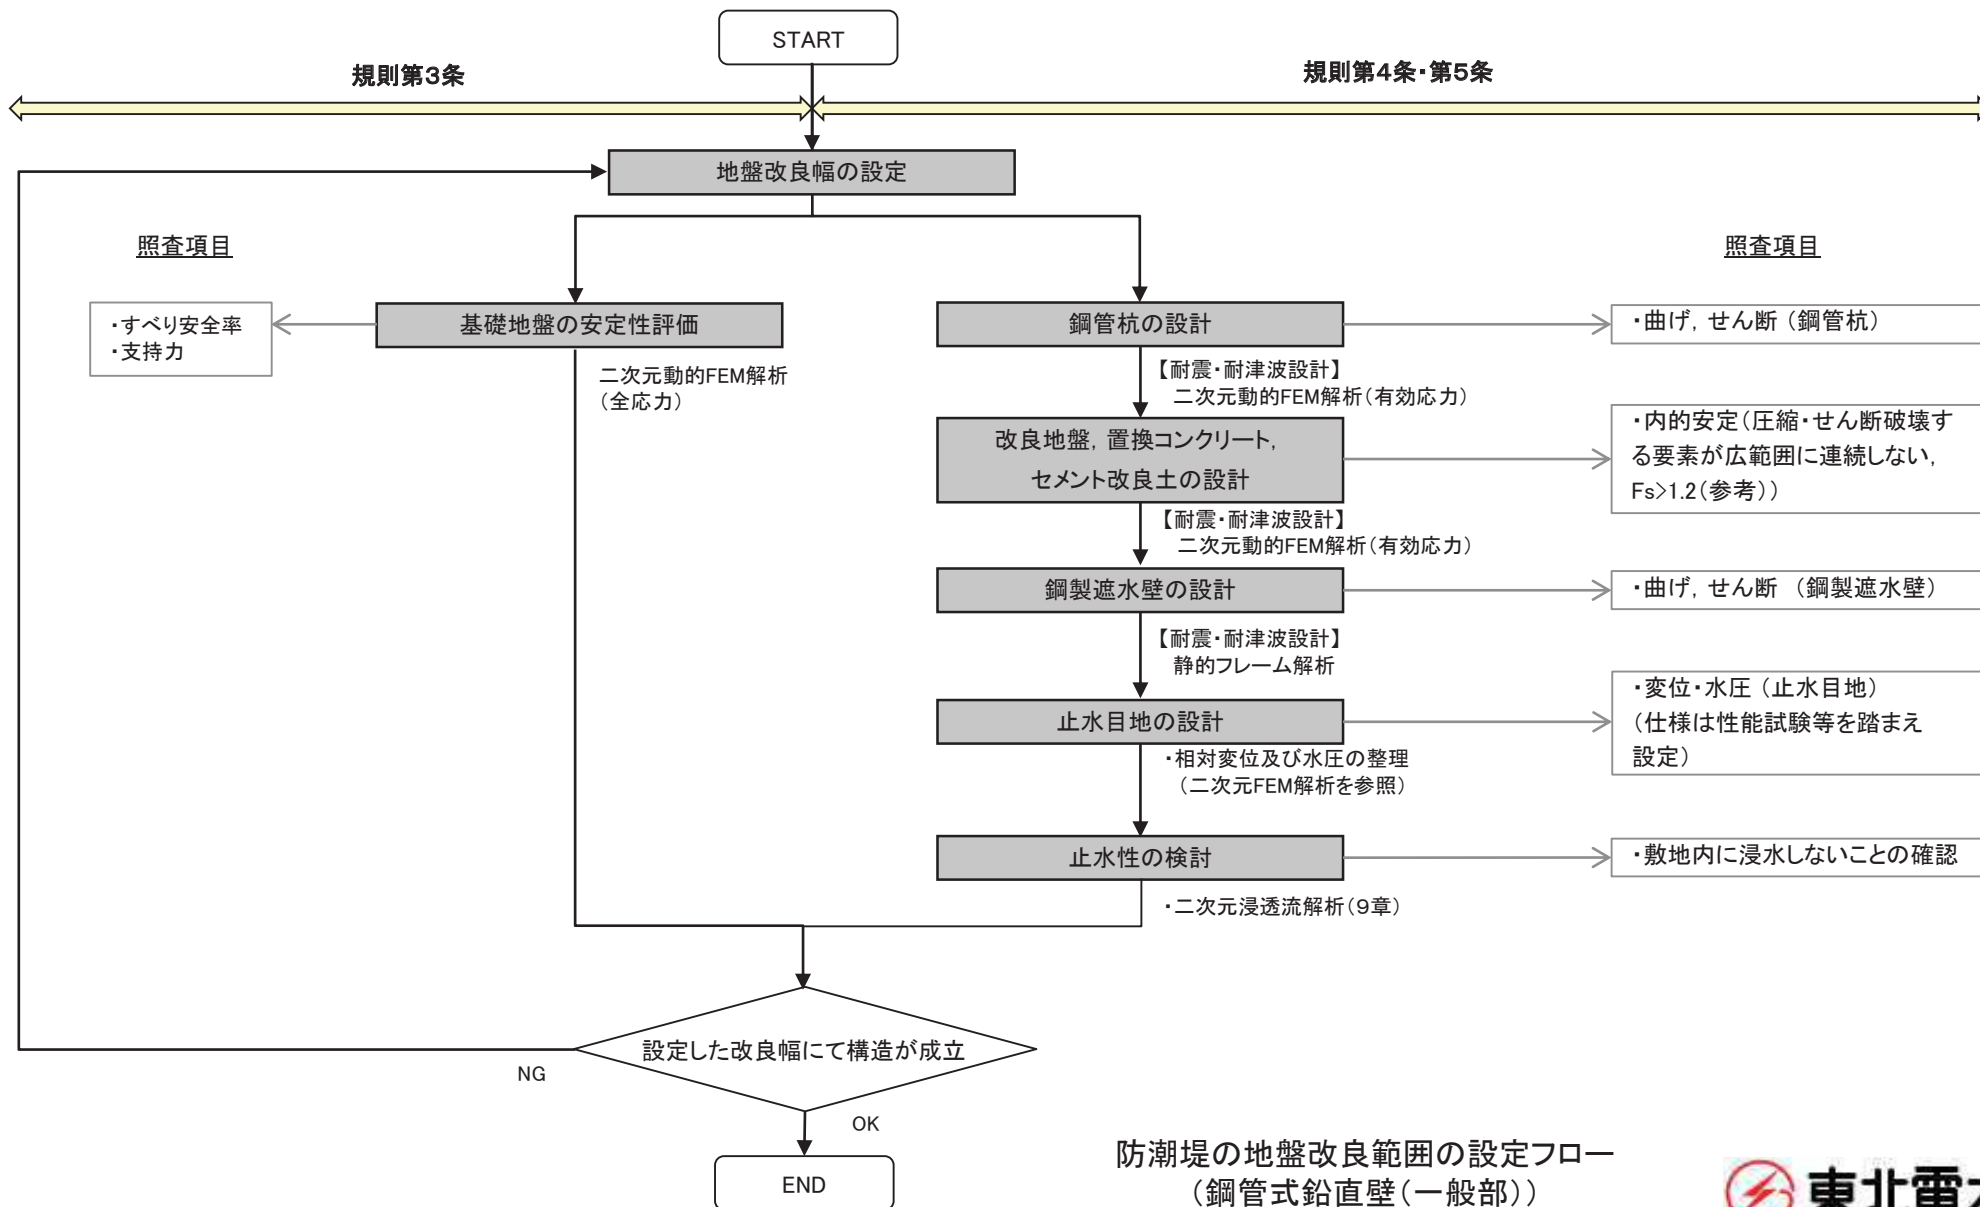 START
規則第3条
規則第4条・第5条
地盤改良幅の設定
照査項目
照査項目
・すべり安全率
・支持力
基礎地盤の安定性評価
二次元動的FEM解析
(全応力)
鋼管杭の設計
・曲げ, せん断 (鋼管杭)
【耐震・耐津波設計】
二次元動的FEM解析(有効応力)
改良地盤, 置換コンクリート,
セメント改良土の設計
・内的安定(圧縮・せん断破壊す
る要素が広範囲に連続しない,
Fs>1.2(参考))
【耐震・耐津波設計】
二次元動的FEM解析(有効応力)
鋼製遮水壁の設計
・曲げ, せん断 (鋼製遮水壁)
【耐震・耐津波設計】
静的フレーム解析
止水目地の設計
・変位・水圧 (止水目地)
(仕様は性能試験等を踏まえ
設定)
・相対変位及び水圧の整理
(二次元FEM解析を参照)
止水性の検討
・敷地内に浸水しないことの確認
・二次元浸透流解析(9章)
設定した改良幅にて構造が成立
NG
OK
END
防潮堤の地盤改良範囲の設定フロー
(鋼管式鉛直壁(一般部))
東北電